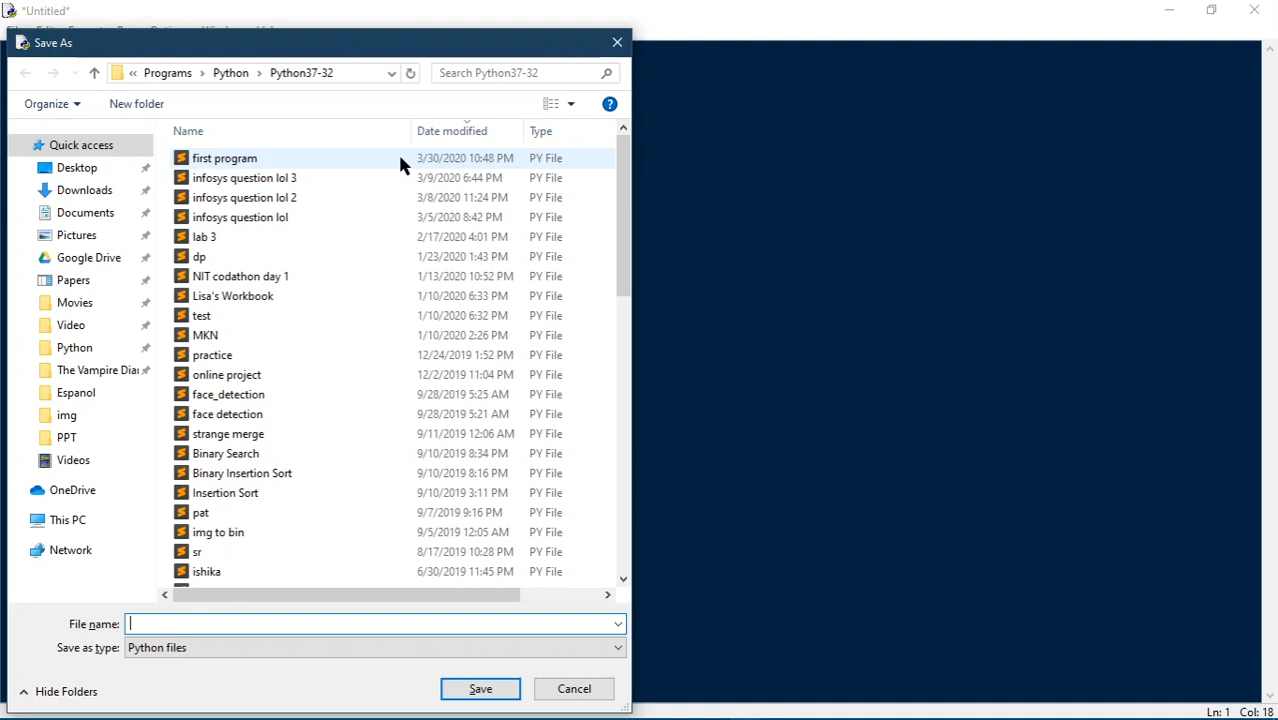 *Untitled*
Save As
« Programs › Python › Python37-32
Search Python37-32
Organize
New folder
Name
Date modified
Type
Quick access
Desktop
Downloads
Documents
Pictures
Google Drive
Papers
Movies
Video
Python
The Vampire Diar
Espanol
img
PPT
Videos
OneDrive
This PC
Network
first program 3/30/2020 10:48 PM PY File
infosys question lol 3 3/9/2020 6:44 PM PY File
infosys question lol 2 3/8/2020 11:24 PM PY File
infosys question lol 3/5/2020 8:42 PM PY File
lab 3 2/17/2020 4:01 PM PY File
dp 1/23/2020 1:43 PM PY File
NIT codathon day 1 1/13/2020 10:52 PM PY File
Lisa's Workbook 1/10/2020 6:33 PM PY File
test 1/10/2020 6:32 PM PY File
MKN 1/10/2020 2:26 PM PY File
practice 12/24/2019 1:52 PM PY File
online project 12/2/2019 11:04 PM PY File
face_detection 9/28/2019 5:25 AM PY File
face detection 9/28/2019 5:21 AM PY File
strange merge 9/11/2019 12:06 AM PY File
Binary Search 9/10/2019 8:34 PM PY File
Binary Insertion Sort 9/10/2019 8:16 PM PY File
Insertion Sort 9/10/2019 3:11 PM PY File
pat 9/7/2019 9:16 PM PY File
img to bin 9/5/2019 12:05 AM PY File
sr 8/17/2019 10:28 PM PY File
ishika 6/30/2019 11:45 PM PY File
File name:
Save as type: Python files
Hide Folders
Save
Cancel
Ln: 1 Col: 18